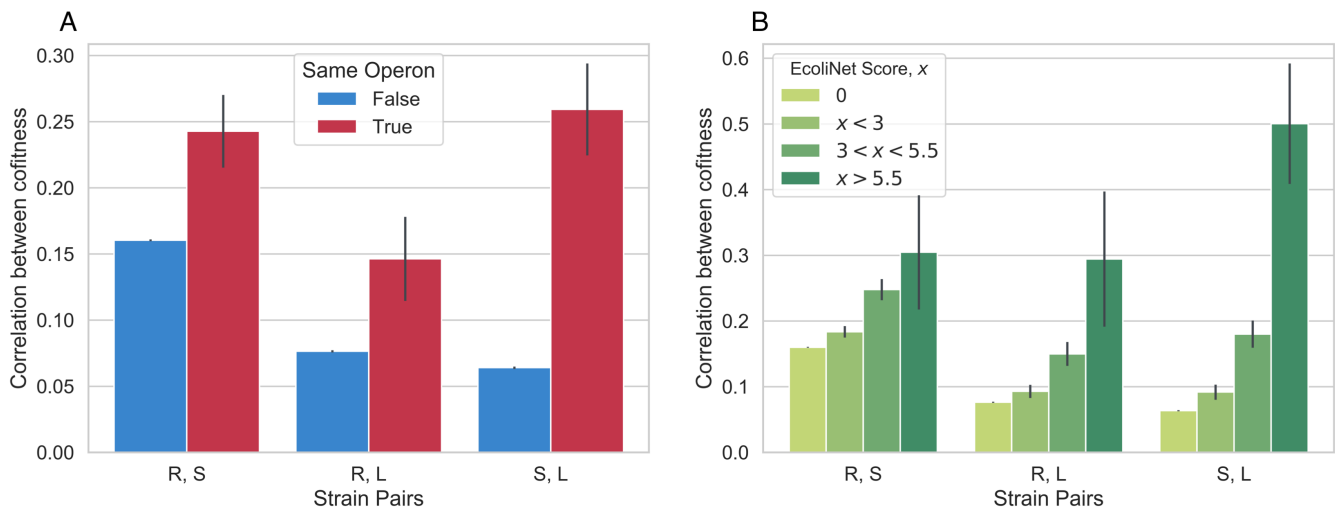 A
Correlation between cofitness
0.30
0.25
0.20
0.15
0.10
0.05
0.00
Same Operon
False
True
R, S
R, L
S, L
Strain Pairs
B
Correlation between cofitness
0.6
0.5
0.4
0.3
0.2
0.1
0.0
EcoliNet Score, x
0
x < 3
3 < x < 5.5
x > 5.5
R, S
R, L
S, L
Strain Pairs